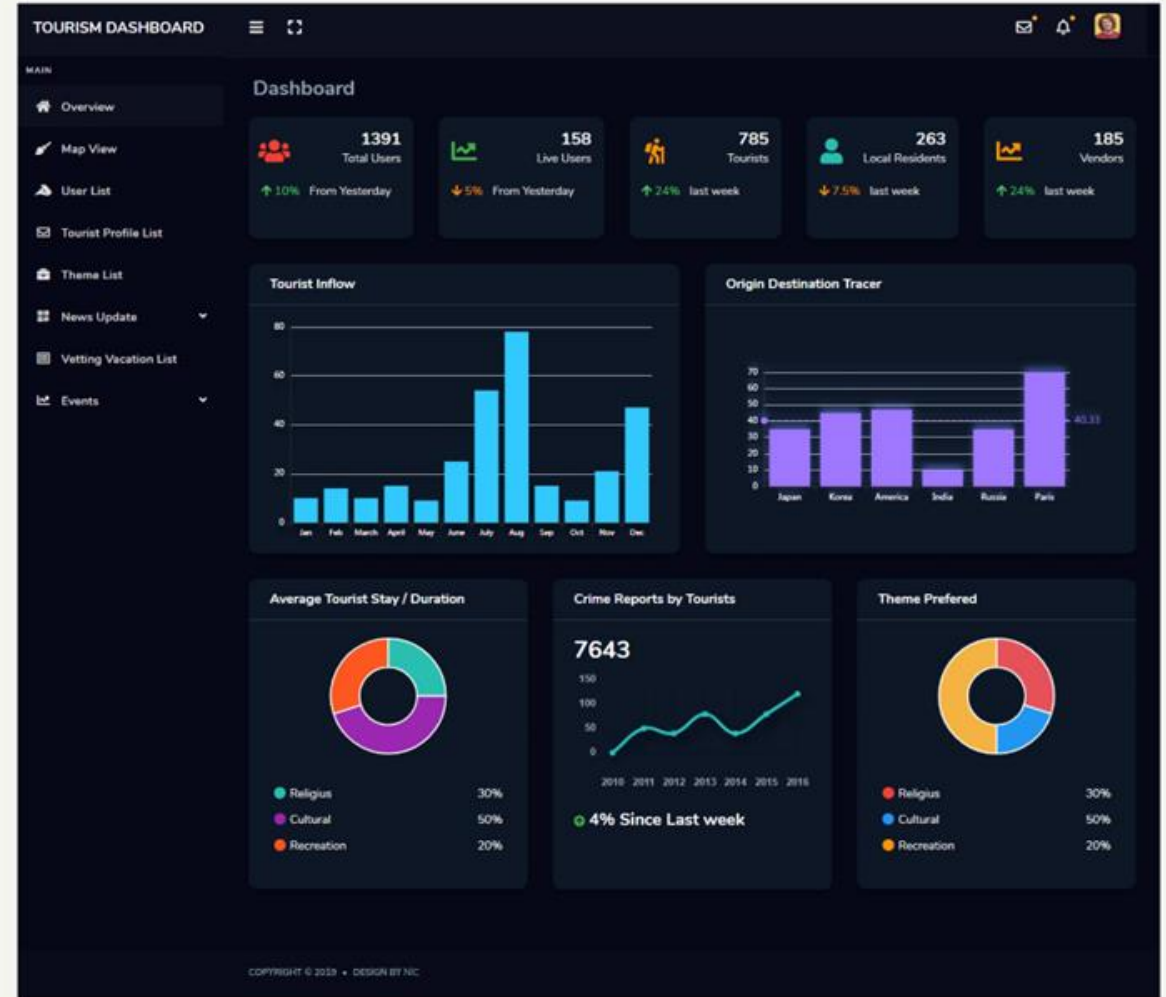 TOURISM DASHBOARD
MAIN
Overview
Map View
User List
Tourist Profile List
Theme List
News Update
Vetting Vacation List
Events
Dashboard
1391
Total Users
10% From Yesterday
158
Live Users
5% From Yesterday
785
Tourists
24% last week
263
Local Residents
7.5% last week
185
Vendors
24% last week
Tourist Inflow
80
60
40
20
0
Jan Feb March April May June July Aug Sep Oct Nov Dec
Origin Destination Tracer
70
60
50
40
30
20
10
0
40.33
Japan Korea America India Russia Paris
Average Tourist Stay / Duration
Religius 30%
Cultural 50%
Recreation 20%
Crime Reports by Tourists
7643
150
100
50
0
2010 2011 2012 2013 2014 2015 2016
4% Since Last week
Theme Prefered
Religius 30%
Cultural 50%
Recreation 20%
COPYRIGHT © 2019 • DESIGN BY NIC